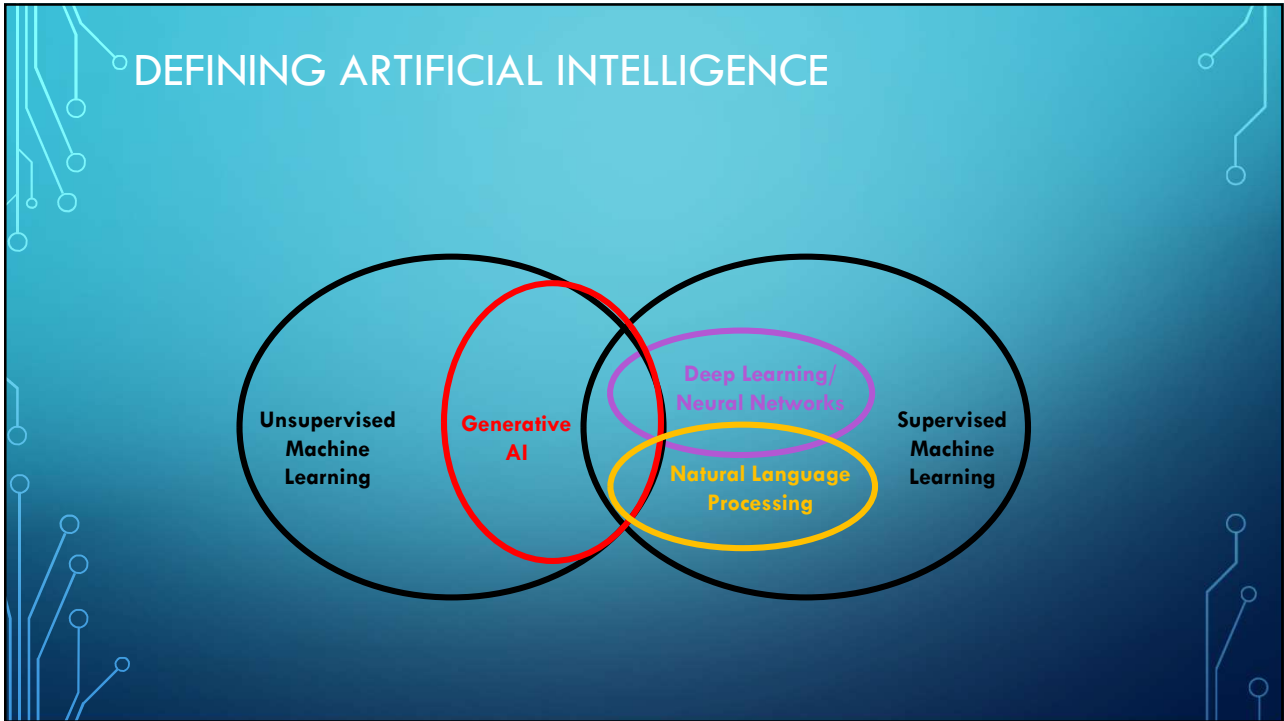 DEFINING ARTIFICIAL INTELLIGENCE
Unsupervised
Machine
Learning
Generative
AI
Deep Learning/
Neural Networks
Natural Language
Processing
Supervised
Machine
Learning